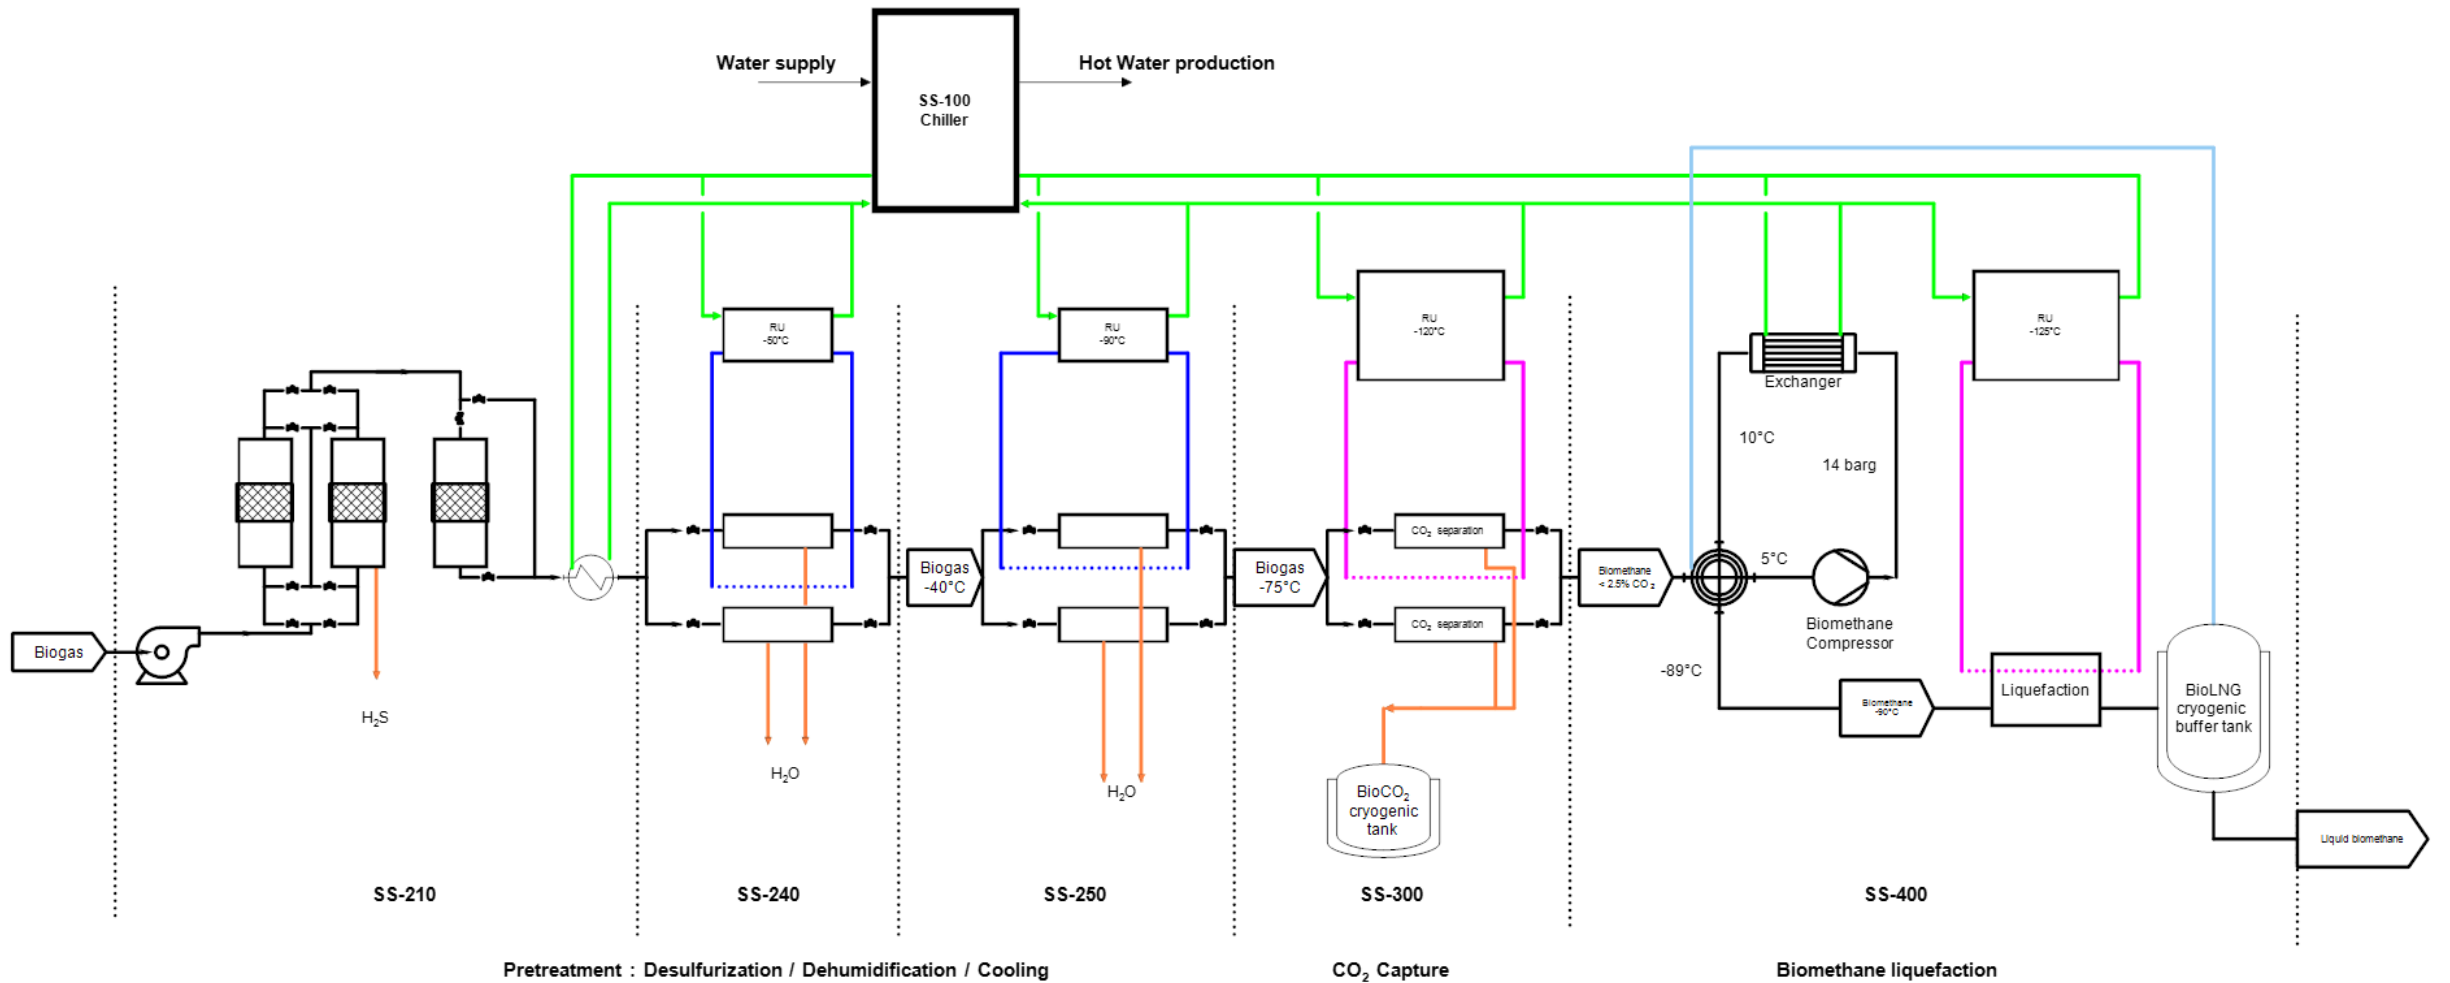 Water supply
Hot Water production
SS-100
Chiller
RU
-50°C
RU
-90°C
RU
-120°C
RU
-125°C
Exchanger
10°C
14 barg
CO₂ separation
5°C
Biogas
-40°C
Biogas
-75°C
Biomethane
< 2.5% CO₂
CO₂ separation
Biomethane
Compressor
Biogas
-89°C
Liquefaction
Biomethane
-90°C
BioLNG
cryogenic
buffer tank
H₂S
H₂O
H₂O
BioCO₂
cryogenic
tank
Liquid biomethane
SS-210
SS-240
SS-250
SS-300
SS-400
Pretreatment : Desulfurization / Dehumidification / Cooling
CO₂ Capture
Biomethane liquefaction